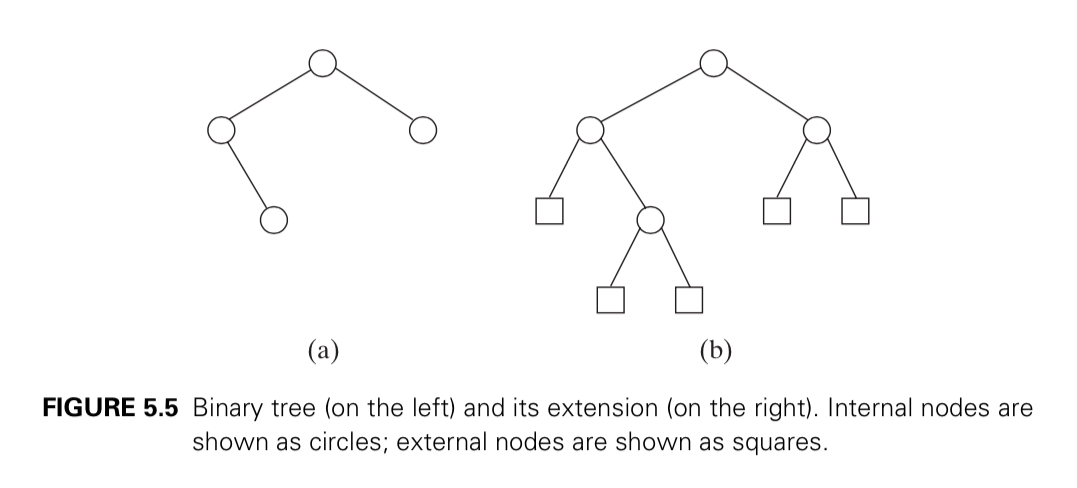 (a) (b)
FIGURE 5.5 Binary tree (on the left) and its extension (on the right). Internal nodes are
shown as circles; external nodes are shown as squares.